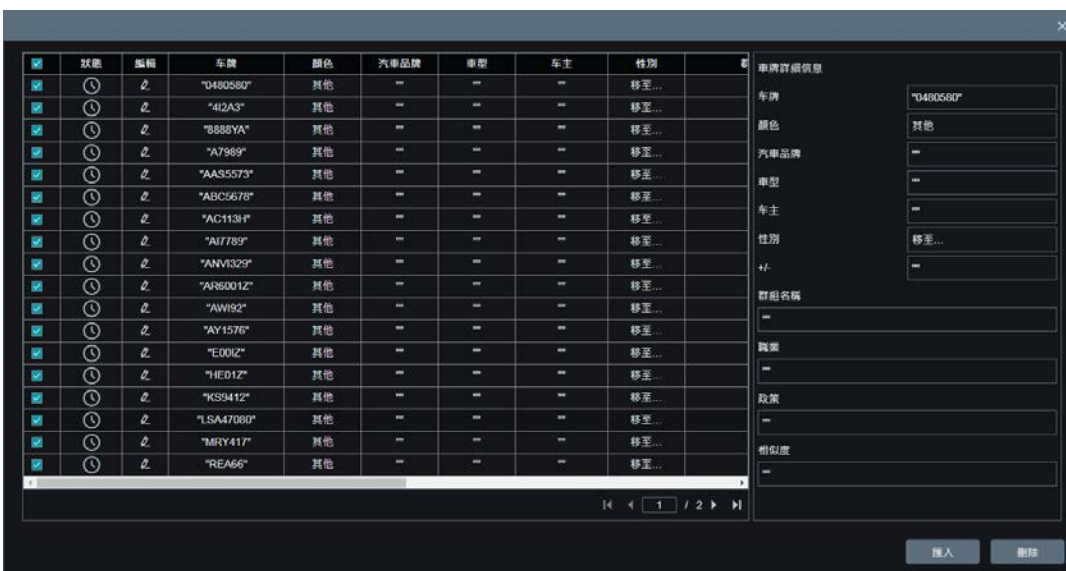 ×
狀態 編輯 车牌 顏色 汽車品牌 車型 车主 性別
"0480580" 其他 "" "" "" 移至...
"4I2A3" 其他 "" "" "" 移至...
"8888YA" 其他 "" "" "" 移至...
"A7989" 其他 "" "" "" 移至...
"AAS5573" 其他 "" "" "" 移至...
"ABC5678" 其他 "" "" "" 移至...
"AC113H" 其他 "" "" "" 移至...
"AI7789" 其他 "" "" "" 移至...
"ANVI329" 其他 "" "" "" 移至...
"AR6001Z" 其他 "" "" "" 移至...
"AWI92" 其他 "" "" "" 移至...
"AY1576" 其他 "" "" "" 移至...
"E00IZ" 其他 "" "" "" 移至...
"HE01Z" 其他 "" "" "" 移至...
"KS9412" 其他 "" "" "" 移至...
"LSA47080" 其他 "" "" "" 移至...
"MRY417" 其他 "" "" "" 移至...
"REA66" 其他 "" "" "" 移至...
1 / 2
車牌詳細信息
车牌 "0480580"
顏色 其他
汽車品牌 ""
車型 ""
车主 ""
性別 移至...
+/- ""
群組名稱
""
職業
""
政策
""
相似度
""
匯入 刪除